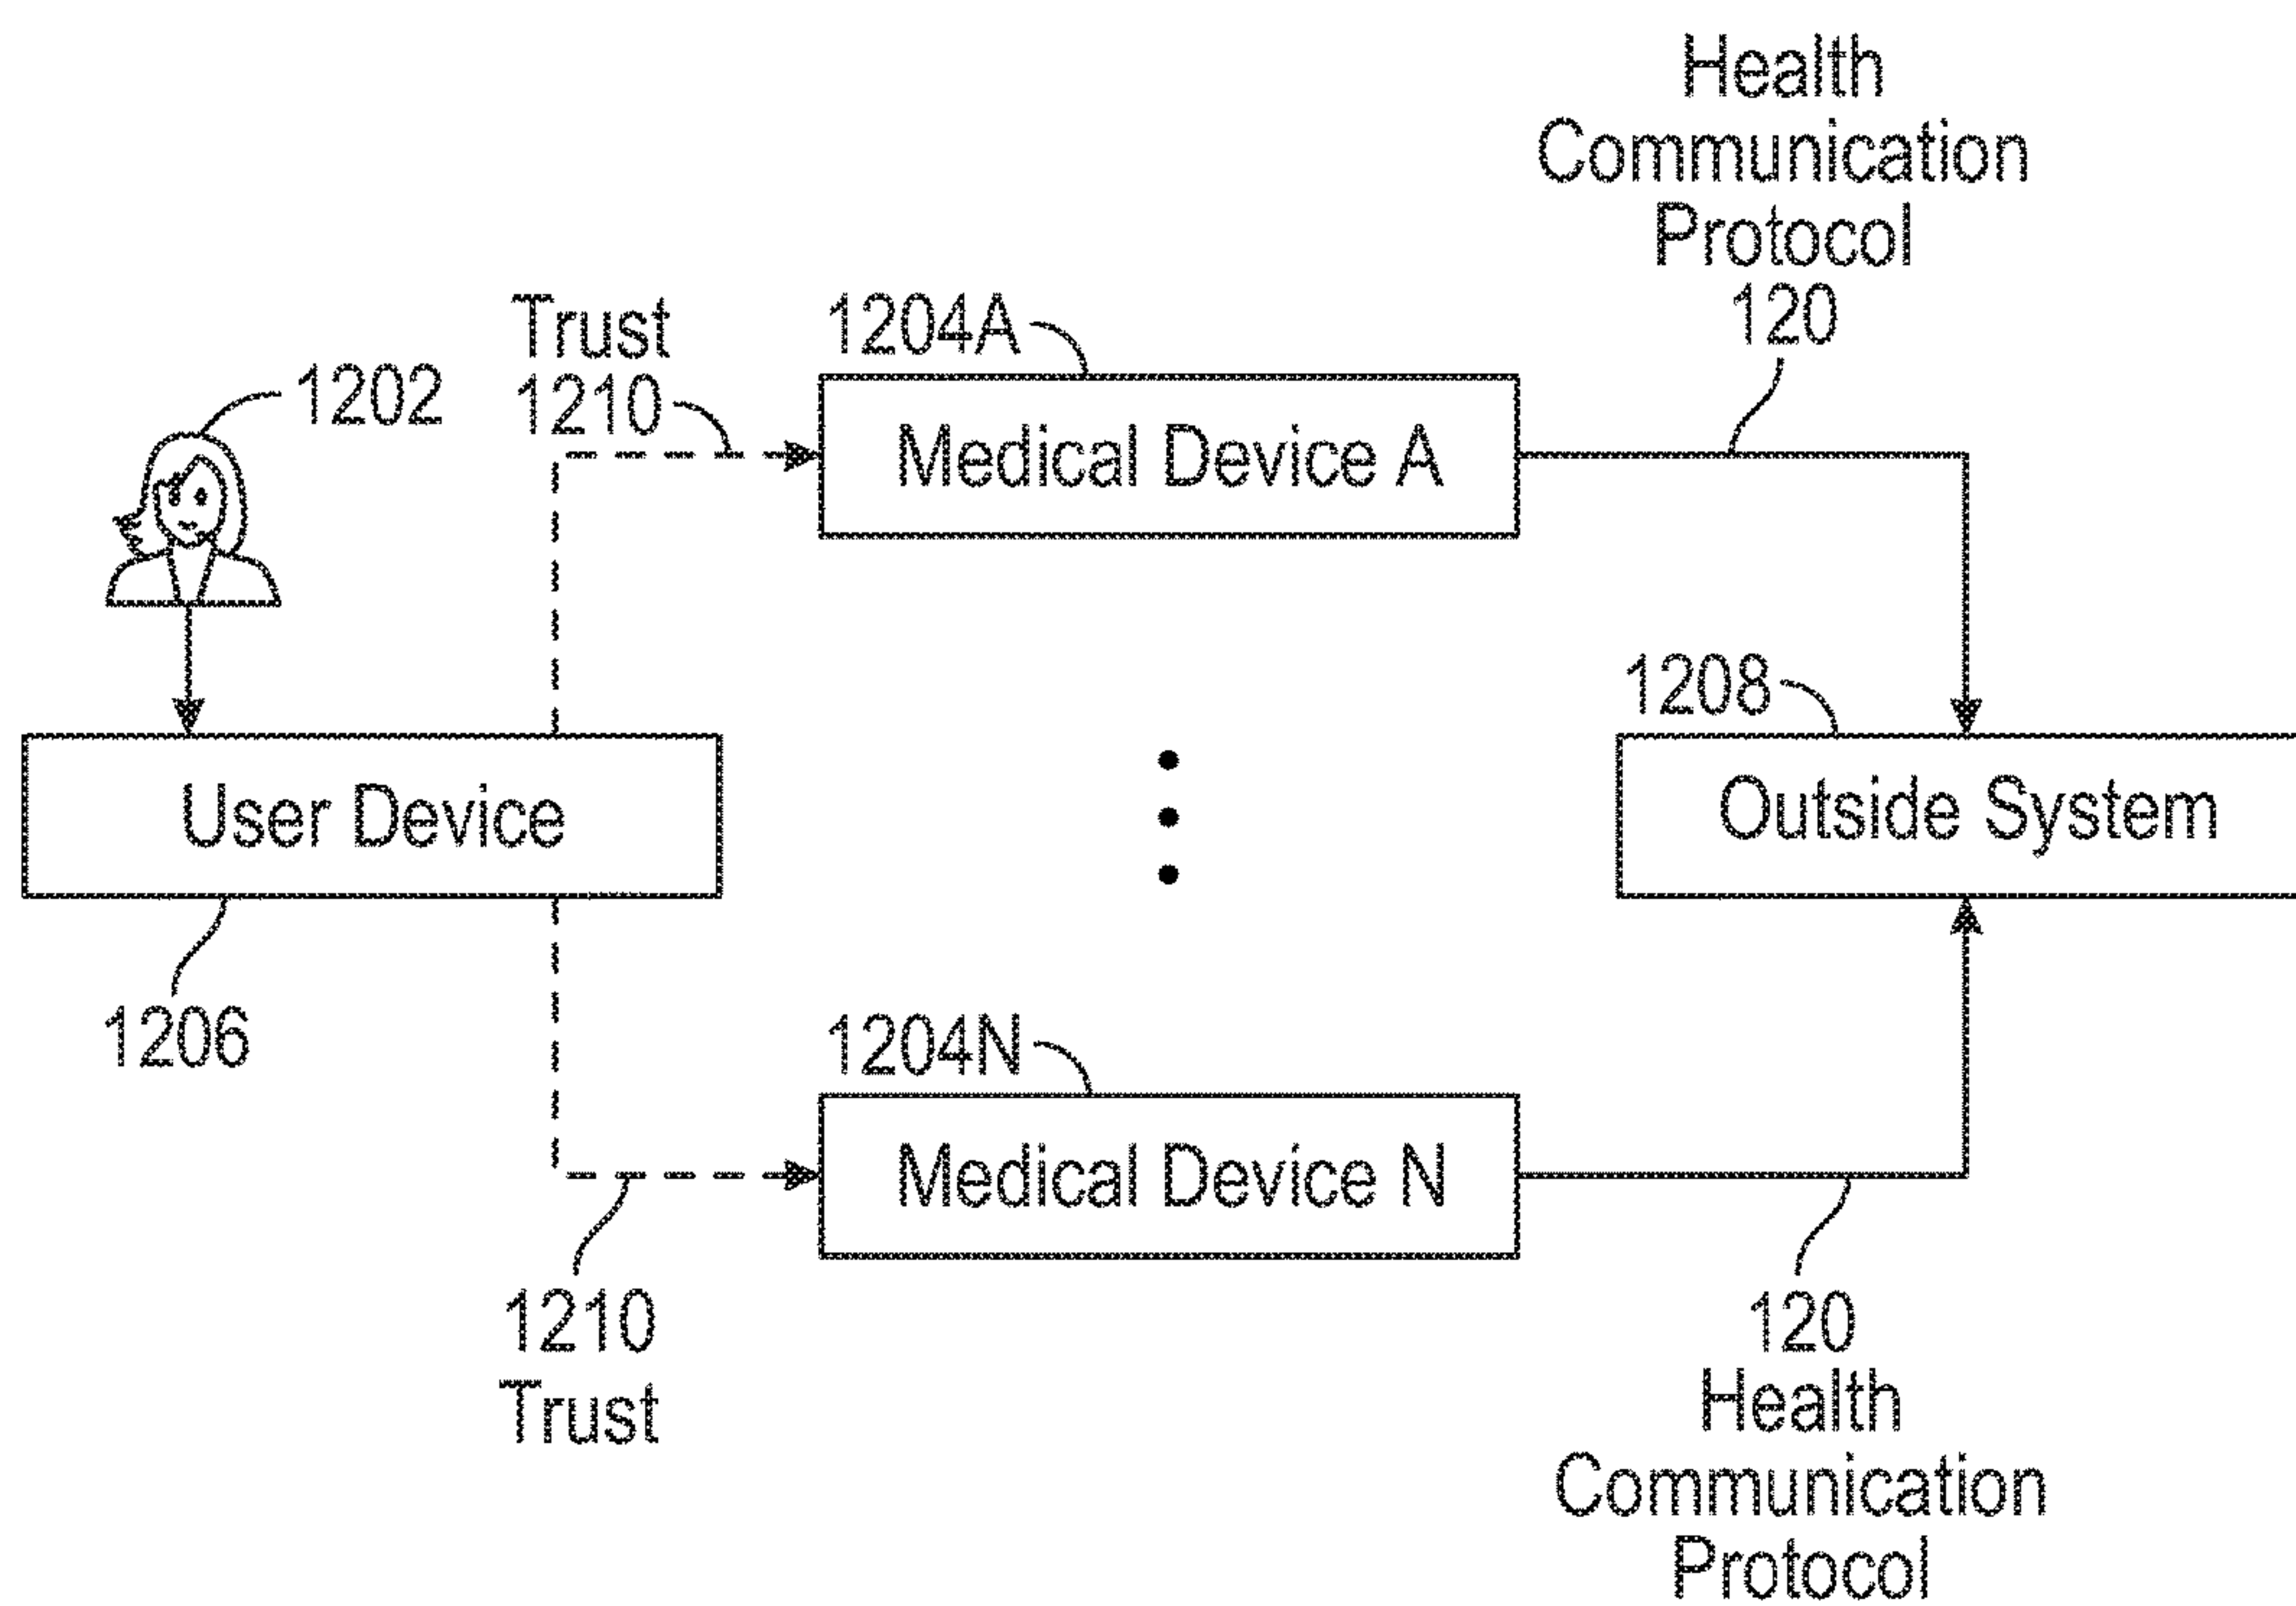 Health
Communication
Protocol
120
Trust
1210
1204A
1202
Medical Device A
1208
User Device
Outside System
1206
1204N
Medical Device N
1210
Trust
120
Health
Communication
Protocol